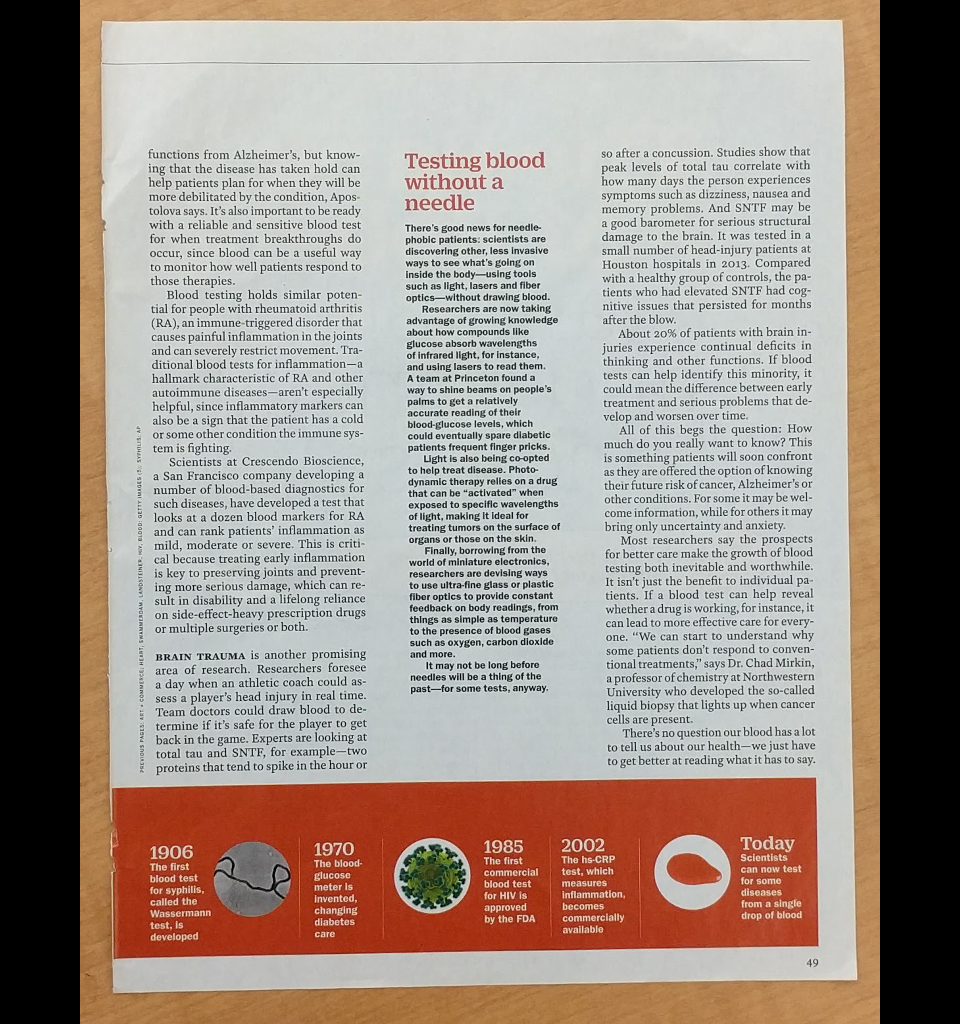 functions from Alzheimer's, but know-
ing that the disease has taken hold can
help patients plan for when they will be
more debilitated by the condition, Apos-
tolova says. It's also important to be ready
with a reliable and sensitive blood test
for when treatment breakthroughs do
occur, since blood can be a useful way
to monitor how well patients respond to
those therapies.
Blood testing holds similar poten-
tial for people with rheumatoid arthritis
(RA), an immune-triggered disorder that
causes painful inflammation in the joints
and can severely restrict movement. Tra-
ditional blood tests for inflammation—a
hallmark characteristic of RA and other
autoimmune diseases—aren't especially
helpful, since inflammatory markers can
also be a sign that the patient has a cold
or some other condition the immune sys-
tem is fighting.
Scientists at Crescendo Bioscience,
a San Francisco company developing a
number of blood-based diagnostics for
such diseases, have developed a test that
looks at a dozen blood markers for RA
and can rank patients' inflammation as
mild, moderate or severe. This is criti-
cal because treating early inflammation
is key to preserving joints and prevent-
ing more serious damage, which can re-
sult in disability and a lifelong reliance
on side-effect-heavy prescription drugs
or multiple surgeries or both.
BRAIN TRAUMA is another promising
area of research. Researchers foresee
a day when an athletic coach could as-
sess a player's head injury in real time.
Team doctors could draw blood to de-
termine if it's safe for the player to get
back in the game. Experts are looking at
total tau and SNTF, for example—two
proteins that tend to spike in the hour or
PREVIOUS PAGES: ART + COMMERCE; HEART, SWAMMERDAM, LANDSTEINER, HIV, BLOOD: GETTY IMAGES (5); SYPHILIS: AP
Testing blood
without a
needle
There's good news for needle-
phobic patients: scientists are
discovering other, less invasive
ways to see what's going on
inside the body—using tools
such as light, lasers and fiber
optics—without drawing blood.
Researchers are now taking
advantage of growing knowledge
about how compounds like
glucose absorb wavelengths
of infrared light, for instance,
and using lasers to read them.
A team at Princeton found a
way to shine beams on people's
palms to get a relatively
accurate reading of their
blood-glucose levels, which
could eventually spare diabetic
patients frequent finger pricks.
Light is also being co-opted
to help treat disease. Photo-
dynamic therapy relies on a drug
that can be “activated” when
exposed to specific wavelengths
of light, making it ideal for
treating tumors on the surface of
organs or those on the skin.
Finally, borrowing from the
world of miniature electronics,
researchers are devising ways
to use ultra-fine glass or plastic
fiber optics to provide constant
feedback on body readings, from
things as simple as temperature
to the presence of blood gases
such as oxygen, carbon dioxide
and more.
It may not be long before
needles will be a thing of the
past—for some tests, anyway.
so after a concussion. Studies show that
peak levels of total tau correlate with
how many days the person experiences
symptoms such as dizziness, nausea and
memory problems. And SNTF may be
a good barometer for serious structural
damage to the brain. It was tested in a
small number of head-injury patients at
Houston hospitals in 2013. Compared
with a healthy group of controls, the pa-
tients who had elevated SNTF had cog-
nitive issues that persisted for months
after the blow.
About 20% of patients with brain in-
juries experience continual deficits in
thinking and other functions. If blood
tests can help identify this minority, it
could mean the difference between early
treatment and serious problems that de-
velop and worsen over time.
All of this begs the question: How
much do you really want to know? This
is something patients will soon confront
as they are offered the option of knowing
their future risk of cancer, Alzheimer's or
other conditions. For some it may be wel-
come information, while for others it may
bring only uncertainty and anxiety.
Most researchers say the prospects
for better care make the growth of blood
testing both inevitable and worthwhile.
It isn't just the benefit to individual pa-
tients. If a blood test can help reveal
whether a drug is working, for instance, it
can lead to more effective care for every-
one. “We can start to understand why
some patients don't respond to conven-
tional treatments,” says Dr. Chad Mirkin,
a professor of chemistry at Northwestern
University who developed the so-called
liquid biopsy that lights up when cancer
cells are present.
There's no question our blood has a lot
to tell us about our health—we just have
to get better at reading what it has to say.
1906
The first
blood test
for syphilis,
called the
Wassermann
test, is
developed
1970
The blood-
glucose
meter is
invented,
changing
diabetes
care
1985
The first
commercial
blood test
for HIV is
approved
by the FDA
2002
The hs-CRP
test, which
measures
inflammation,
becomes
commercially
available
Today
Scientists
can now test
for some
diseases
from a single
drop of blood
49